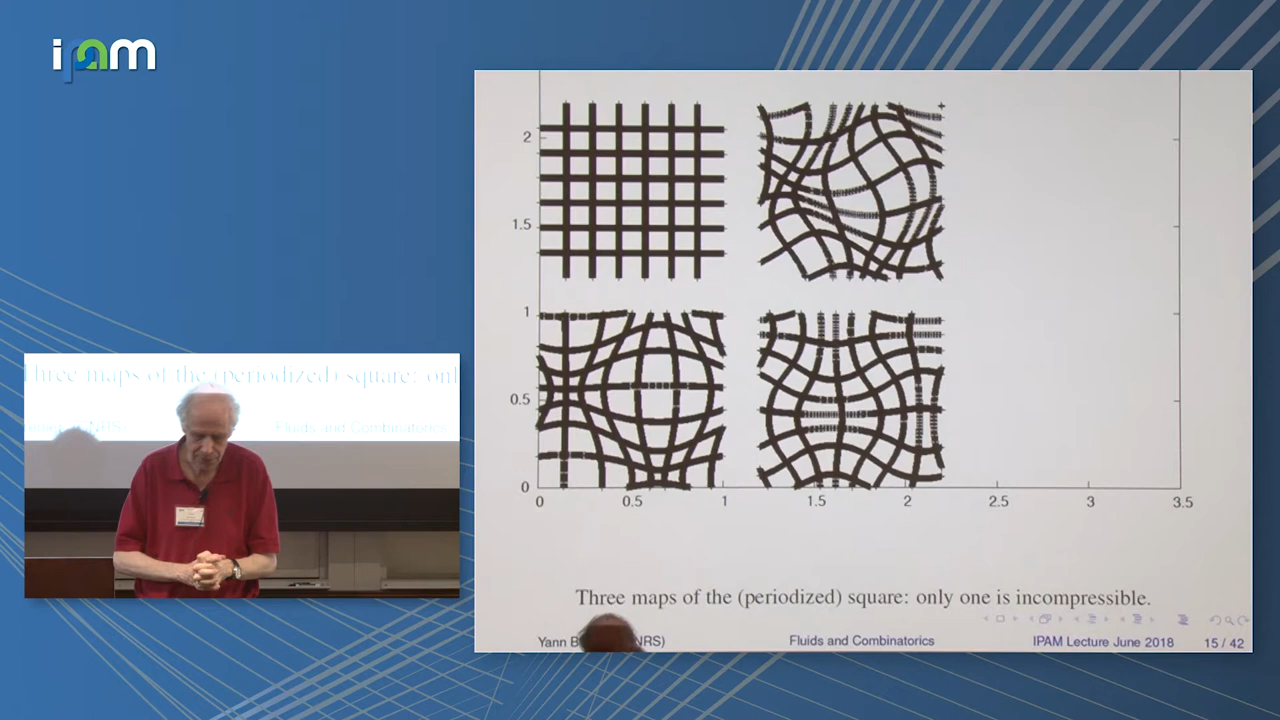 ipam
2
1.5
1
0.5
0
0
0.5
1
1.5
2
2.5
3
3.5
Three maps of the (periodized) square: only one is incompressible.
Yann NRS)
Fluids and Combinatorics
IPAM Lecture June 2018
15 / 42
Three maps of the (periodized) square: onl
Fluids and Combinatorics